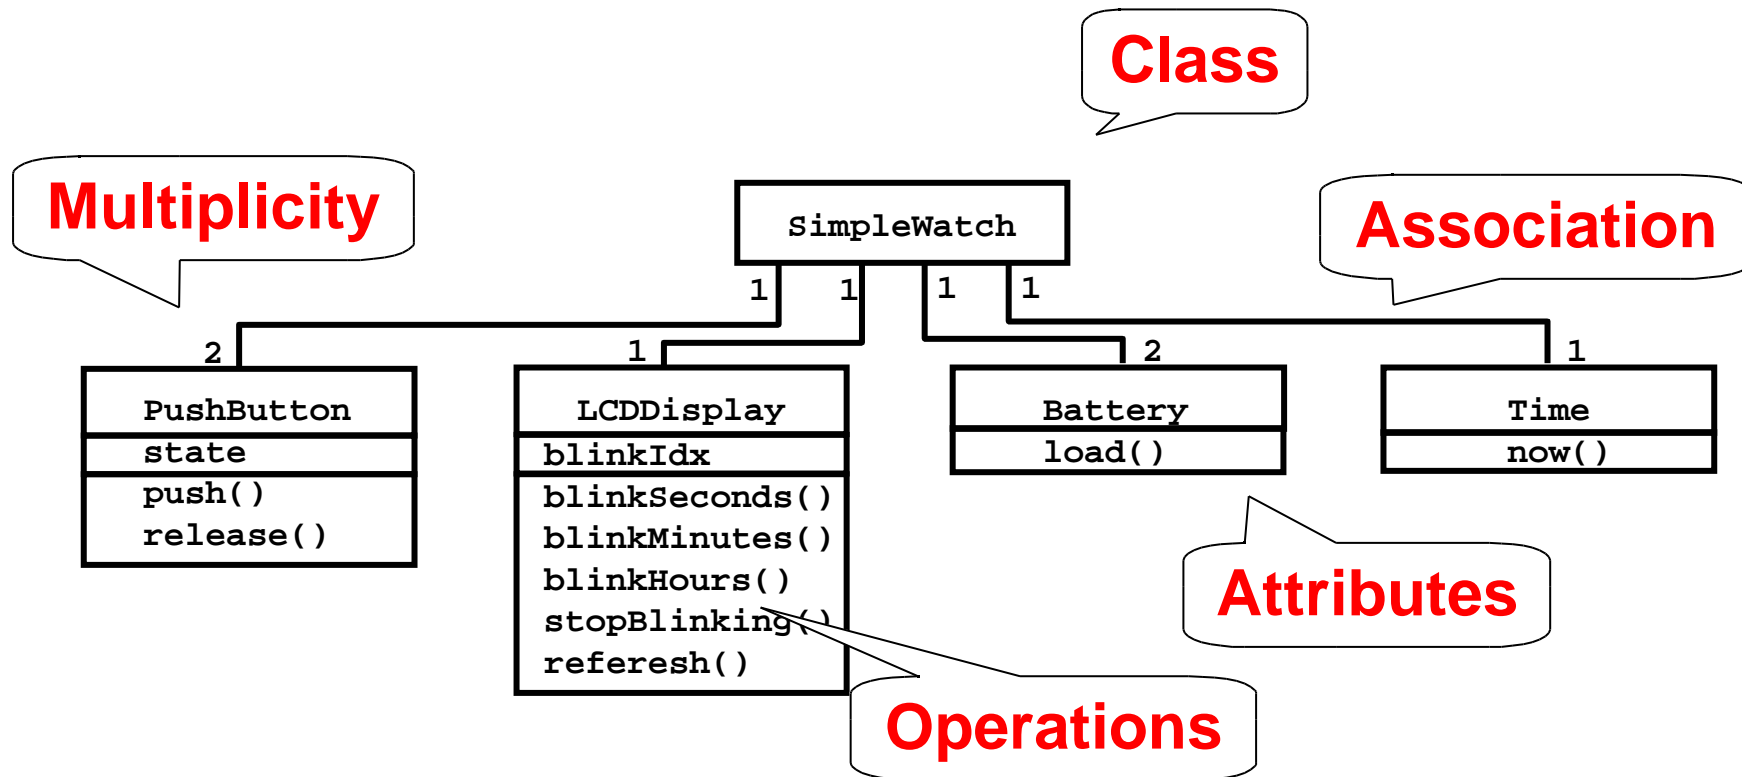 Class
Multiplicity
SimpleWatch
Association
1
1
1
1
2
1
2
1
PushButton
state
push()
release()
LCDDisplay
blinkIdx
blinkSeconds()
blinkMinutes()
blinkHours()
stopBlinking()
referesh()
Battery
load()
Time
now()
Attributes
Operations